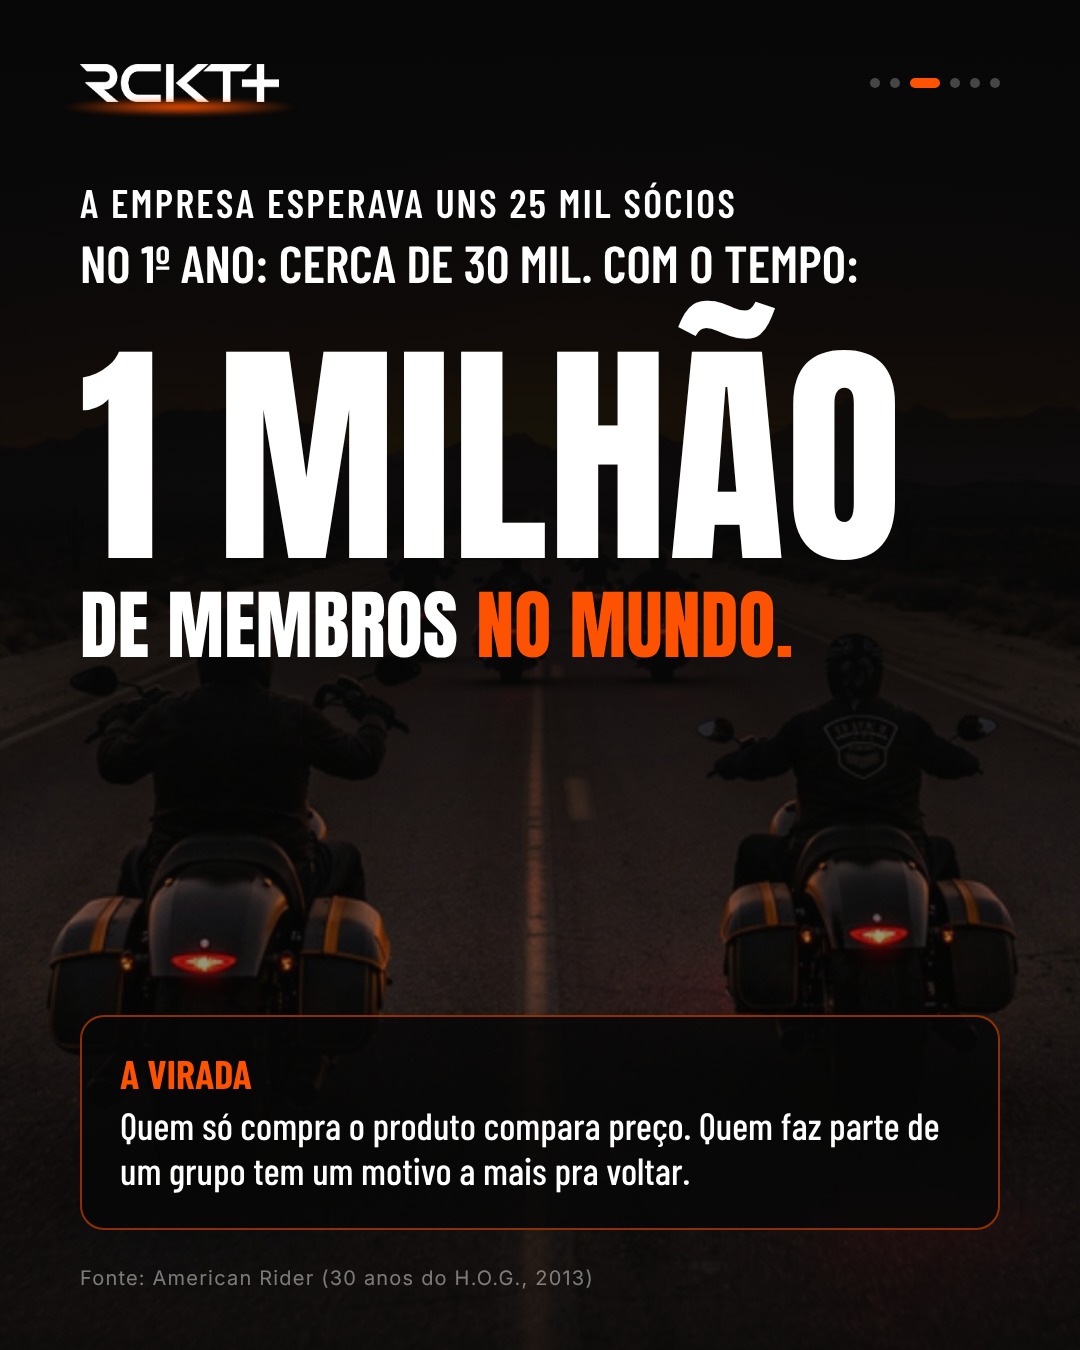 RCKT+
A EMPRESA ESPERAVA UNS 25 MIL SÓCIOS
NO 1º ANO: CERCA DE 30 MIL. COM O TEMPO:
1 MILHÃO
DE MEMBROS NO MUNDO.
A VIRADA
Quem só compra o produto compara preço. Quem faz parte de
um grupo tem um motivo a mais pra voltar.
Fonte: American Rider (30 anos do H.O.G., 2013)